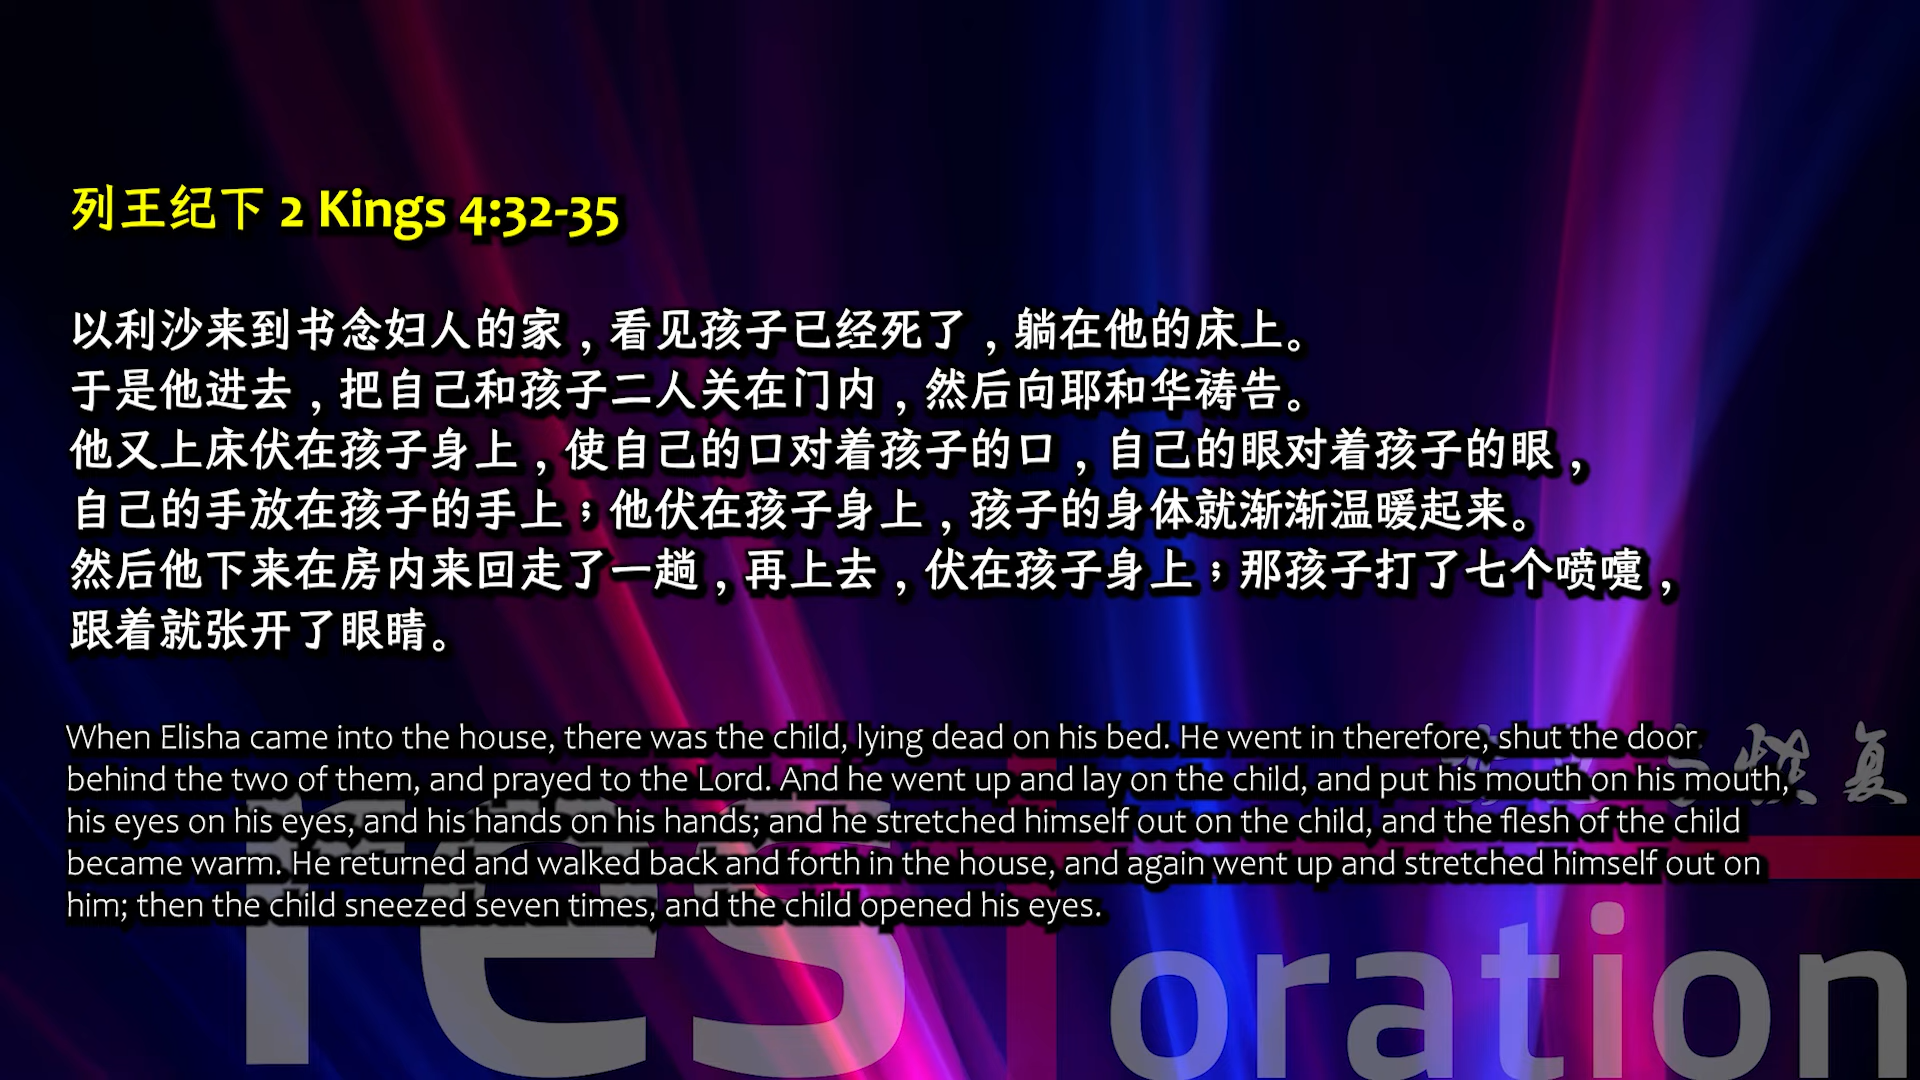 列王纪下 2 Kings 4:32-35
以利沙来到书念妇人的家，看见孩子已经死了，躺在他的床上。
于是他进去，把自己和孩子二人关在门内，然后向耶和华祷告。
他又上床伏在孩子身上，使自己的口对着孩子的口，自己的眼对着孩子的眼，
自己的手放在孩子的手上；他伏在孩子身上，孩子的身体就渐渐温暖起来。
然后他下来在房内来回走了一趟，再上去，伏在孩子身上；那孩子打了七个喷嚏，
跟着就张开了眼睛。
When Elisha came into the house, there was the child, lying dead on his bed. He went in therefore, shut the door
behind the two of them, and prayed to the Lord. And he went up and lay on the child, and put his mouth on his mouth,
his eyes on his eyes, and his hands on his hands; and he stretched himself out on the child, and the flesh of the child
became warm. He returned and walked back and forth in the house, and again went up and stretched himself out on
him; then the child sneezed seven times, and the child opened his eyes.
复
res oration